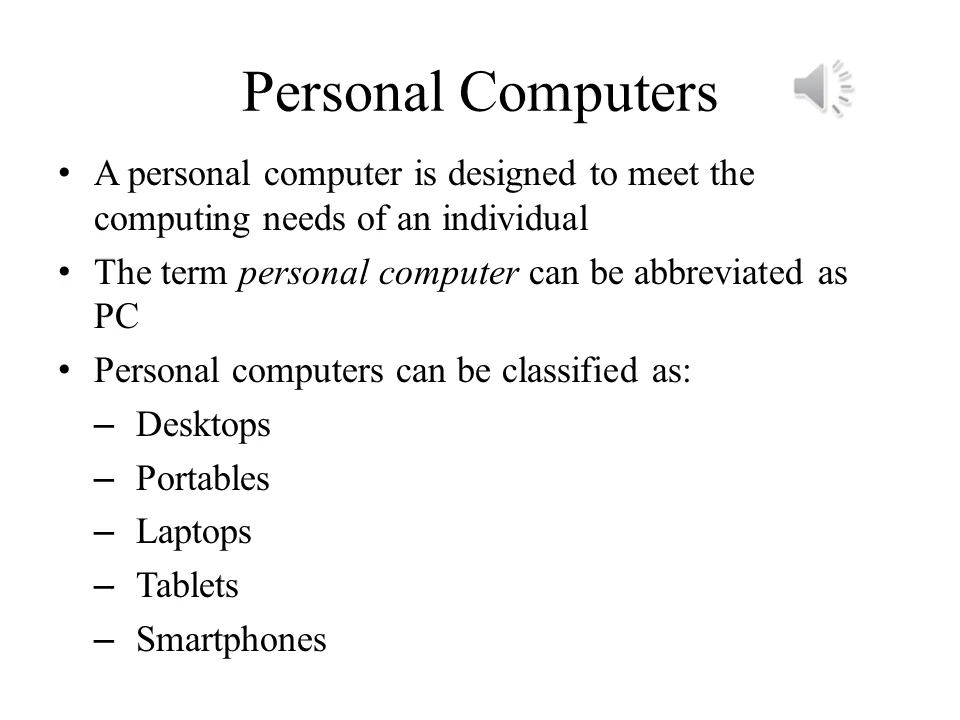 Personal Computers
• A personal computer is designed to meet the
computing needs of an individual
• The term personal computer can be abbreviated as
PC
• Personal computers can be classified as:
– Desktops
– Portables
– Laptops
– Tablets
– Smartphones